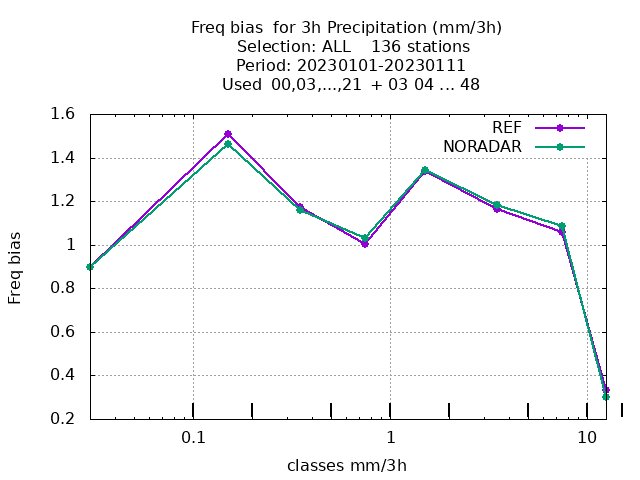 Freq bias  for 3h Precipitation (mm/3h)
Selection: ALL    136 stations
Period: 20230101-20230111
Used  00,03,...,21  + 03 04 ... 48
REF
NORADAR
1.6
1.4
1.2
1
0.8
0.6
0.4
0.2
Freq bias
0.1
1
10
classes mm/3h